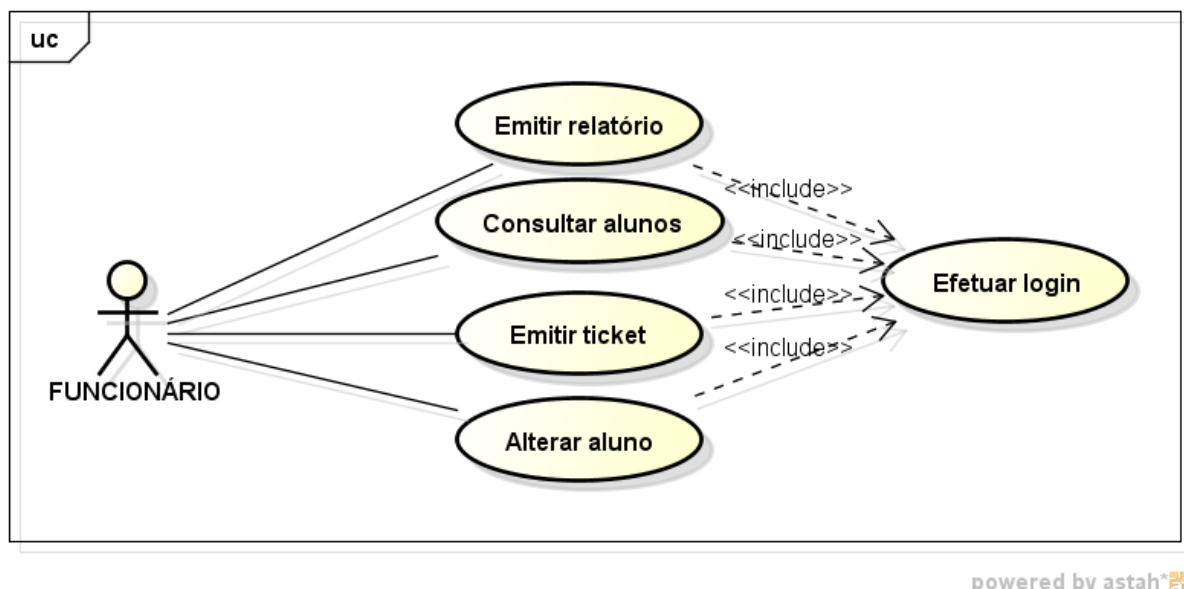 uc
Emitir relatório
<<include>>
Consultar alunos
<<include>>
Efetuar login
<<include>>
Emitir ticket
<<include>>
FUNCIONÁRIO
Alterar aluno
powered by astah*